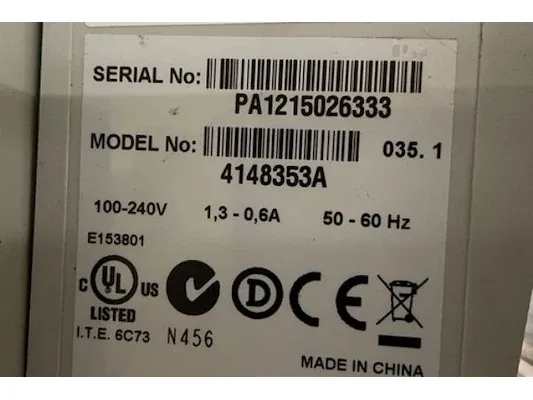 SERIAL No:
PA1215026333
MODEL No: 035. 1
4148353A
100-240V 1,3 - 0,6A 50 - 60 Hz
E153801
C UL US
LISTED
I.T.E. 6C73 N456
D CE
MADE IN CHINA